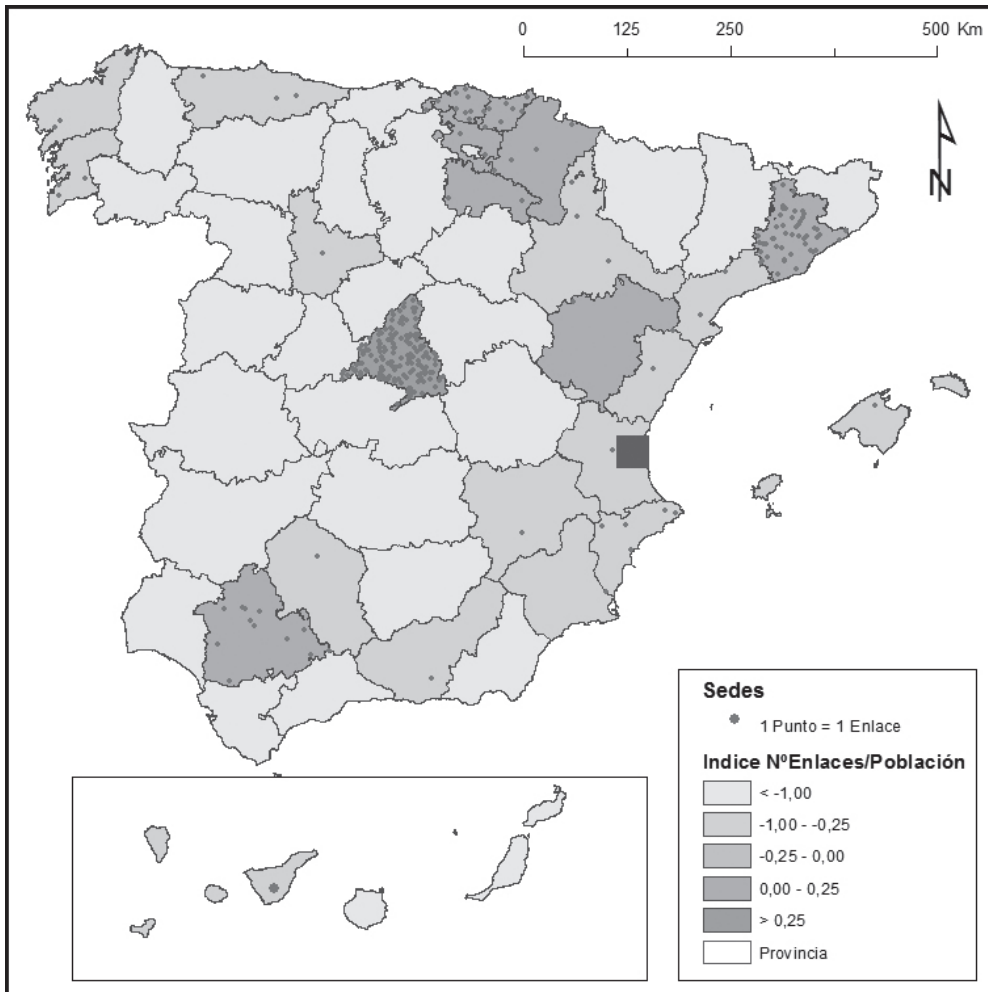 0 125 250 500 Km
N
Sedes
1 Punto = 1 Enlace
Indice NºEnlaces/Población
< -1,00
-1,00 - -0,25
-0,25 - 0,00
0,00 - 0,25
> 0,25
Provincia